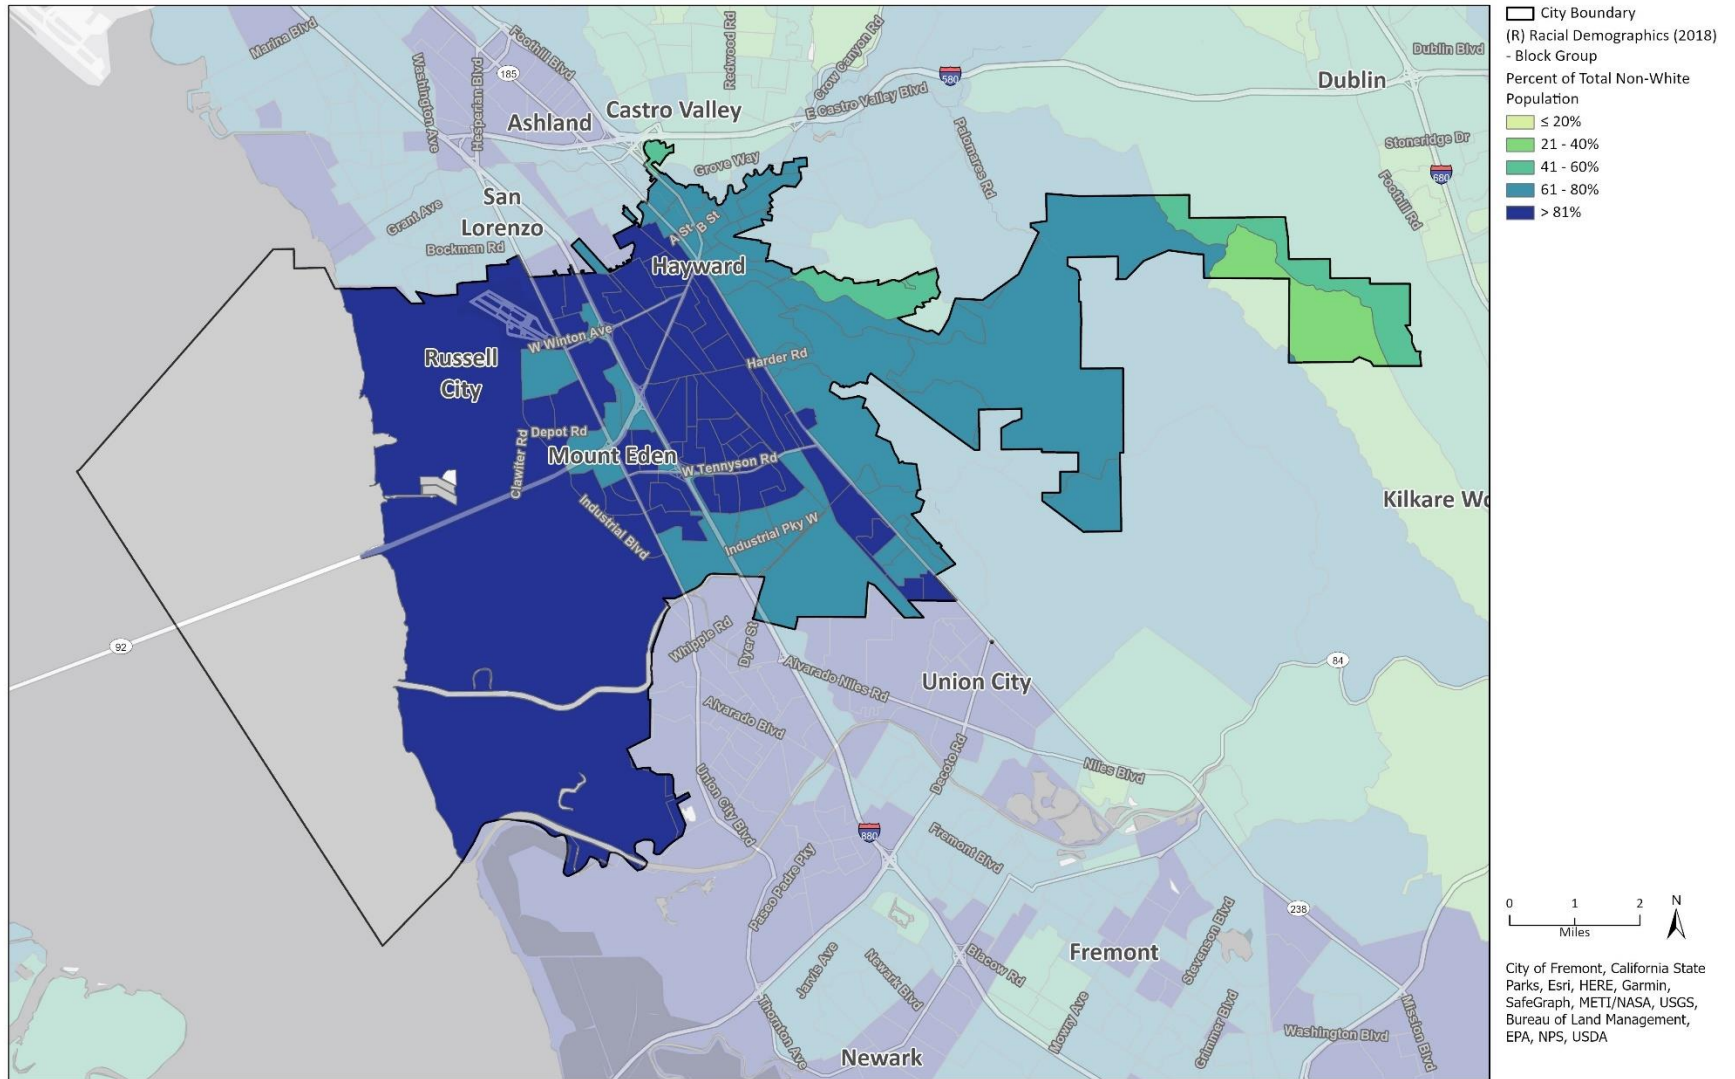 Marina Blvd
Washington Ave
Hesperian Blvd
185
Foothill Blvd
Redwood Rd
Crow Canyon Rd
580
E Castro Valley Blvd
Dublin Blvd
Dublin
Castro Valley
Ashland
Grove Way
Palomares Rd
Stoneridge Dr
680
Foothill Rd
San
Lorenzo
Grant Ave
Bockman Rd
A St
B St
Hayward
W Winton Ave
Russell
City
Harder Rd
Clawiter Rd
Depot Rd
Mount Eden
W Tennyson Rd
Industrial Blvd
Industrial Pky W
Kilkare Wo
92
Whipple Rd
Dyer St
Alvarado Niles Rd
Union City
84
Alvarado Blvd
Union City Blvd
Decoto Rd
Niles Blvd
880
Fremont Blvd
Paseo Padre Pky
238
Jarvis Ave
Newark Blvd
Blacow Rd
Fremont
Stevenson Blvd
Thornton Ave
Newark
Mowry Ave
Grimmer Blvd
Washington Blvd
Mission Blvd
City Boundary
(R) Racial Demographics (2018)
- Block Group
Percent of Total Non-White
Population
≤ 20%
21 - 40%
41 - 60%
61 - 80%
> 81%
0 1 2
Miles
N
City of Fremont, California State
Parks, Esri, HERE, Garmin,
SafeGraph, METI/NASA, USGS,
Bureau of Land Management,
EPA, NPS, USDA